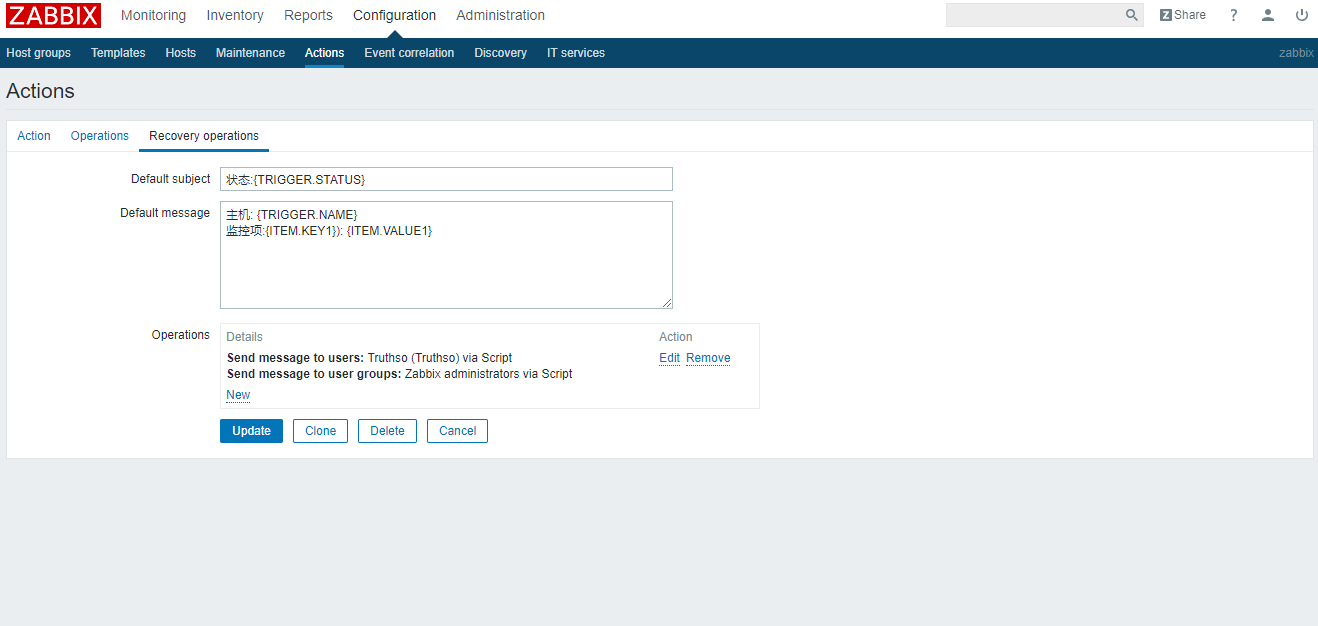 ZABBIX Monitoring Inventory Reports Configuration Administration Z Share ?
Host groups Templates Hosts Maintenance Actions Event correlation Discovery IT services zabbix
Actions
Action Operations Recovery operations
Default subject 状态:{TRIGGER.STATUS}
Default message 主机: {TRIGGER.NAME}
监控项:{ITEM.KEY1}): {ITEM.VALUE1}
Operations Details Action
Send message to users: Truthso (Truthso) via Script Edit Remove
Send message to user groups: Zabbix administrators via Script
New
Update Clone Delete Cancel